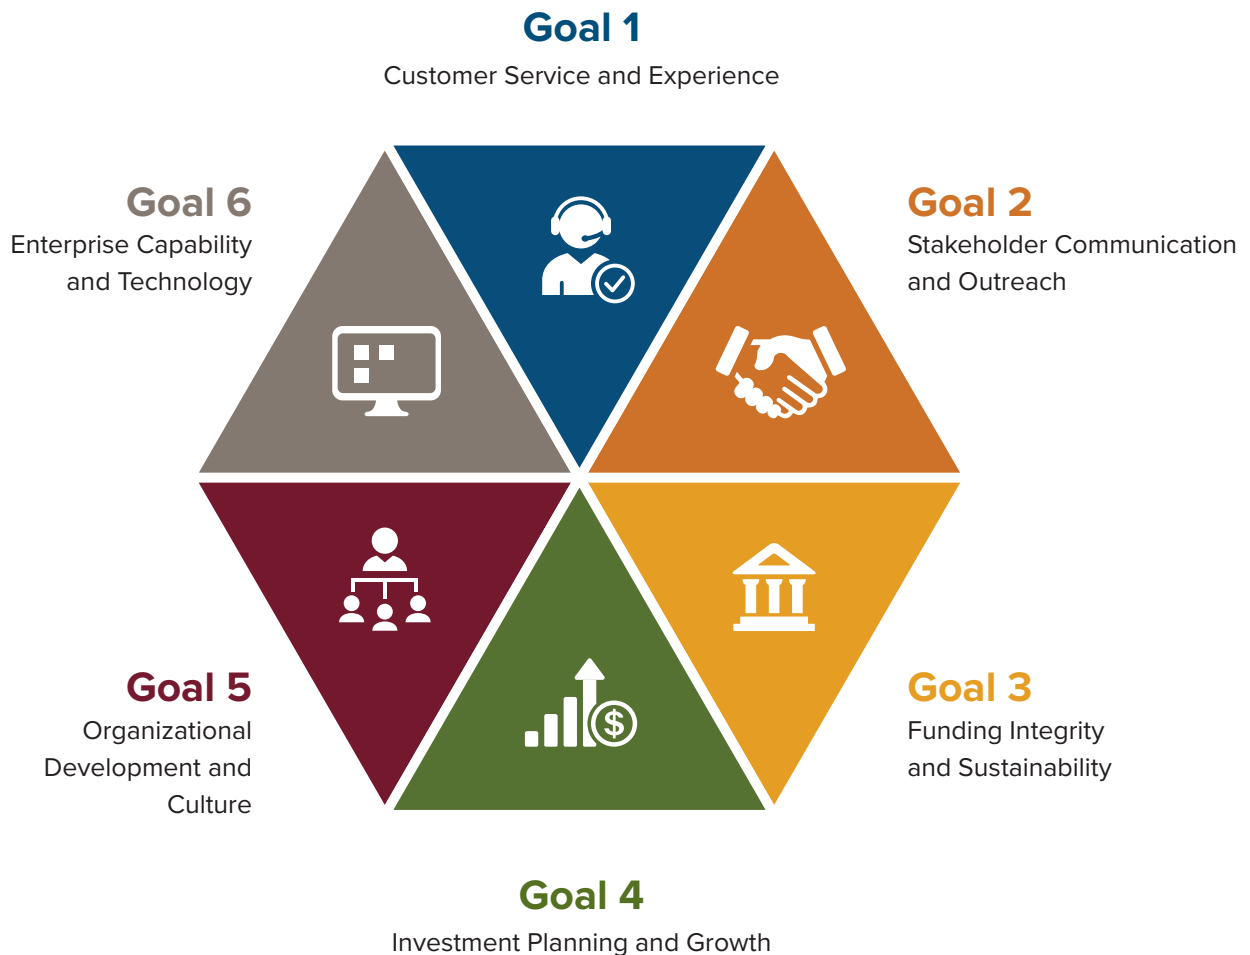 Goal 1
Customer Service and Experience
Goal 2
Stakeholder Communication
and Outreach
Goal 3
Funding Integrity
and Sustainability
Goal 4
Investment Planning and Growth
Goal 5
Organizational
Development and
Culture
Goal 6
Enterprise Capability
and Technology
$